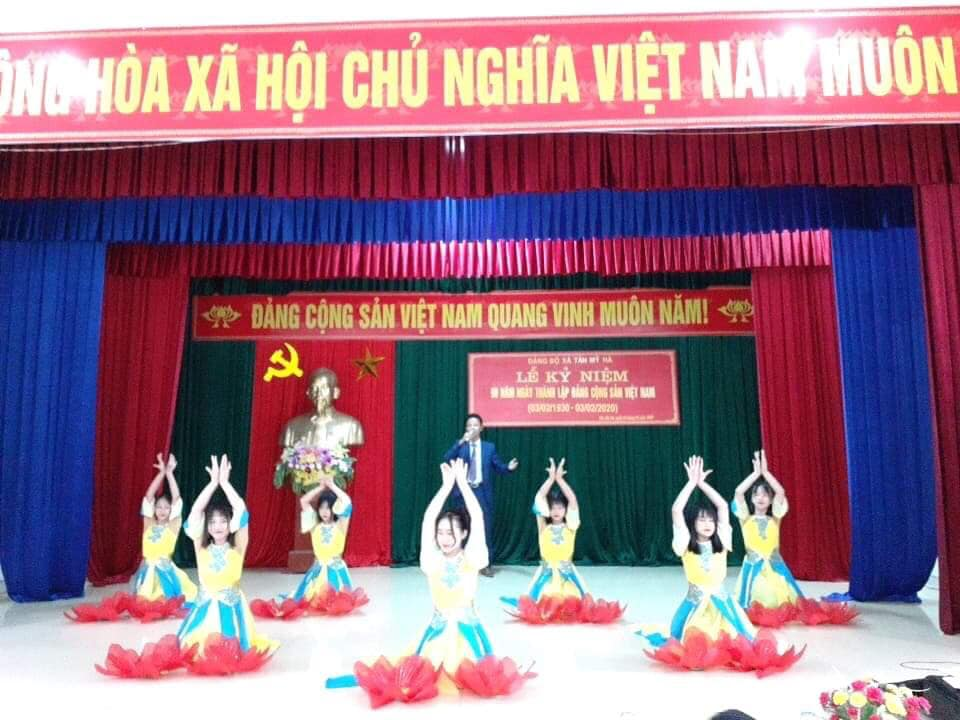 ÔNG HÒA XÃ HỘI CHỦ NGHĨA VIỆT NAM MUÔN
ĐẢNG CỘNG SẢN VIỆT NAM QUANG VINH MUÔN NĂM!
ĐẢNG BỘ XÃ TÂN MỸ HÀ
LỄ KỶ NIỆM
90 NĂM NGÀY THÀNH LẬP ĐẢNG CỘNG SẢN VIỆT NAM
(03/02/1930 - 03/02/2020)